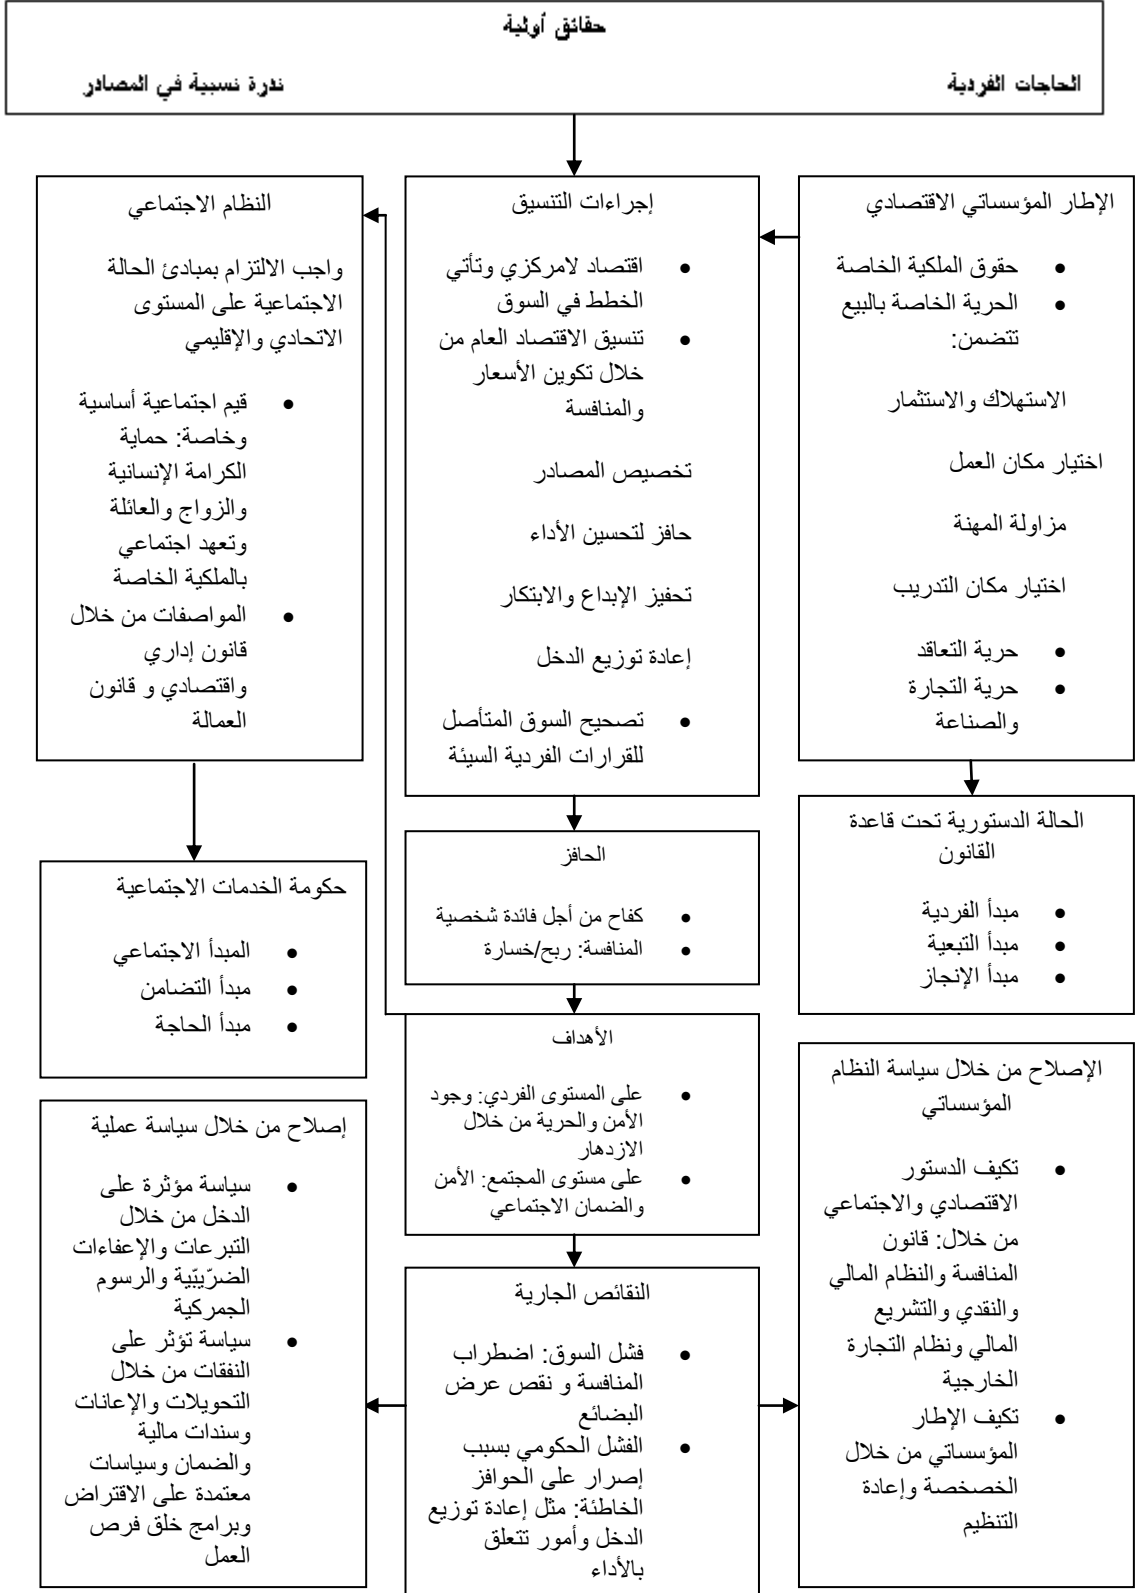 حقائق أولية
الحاجات الفردية
ندرة نسبية في المصادر
الإطار المؤسساتي الاقتصادي
• حقوق الملكية الخاصة
• الحرية الخاصة بالبيع
تتضمن:
الاستهلاك والاستثمار
اختيار مكان العمل
مزاولة المهنة
اختيار مكان التدريب
• حرية التعاقد
• حرية التجارة
والصناعة
إجراءات التنسيق
• اقتصاد لامركزي وتأتي
الخطط في السوق
• تنسيق الاقتصاد العام من
خلال تكوين الأسعار
والمنافسة
تخصيص المصادر
حافز لتحسين الأداء
تحفيز الإبداع والابتكار
إعادة توزيع الدخل
• تصحيح السوق المتأصل
للقرارات الفردية السيئة
النظام الاجتماعي
واجب الالتزام بمبادئ الحالة
الاجتماعية على المستوى
الاتحادي والإقليمي
• قيم اجتماعية أساسية
وخاصة: حماية
الكرامة الإنسانية
والزواج والعائلة
وتعهد اجتماعي
بالملكية الخاصة
• المواصفات من خلال
قانون إداري
واقتصادي و قانون
العمالة
الحالة الدستورية تحت قاعدة
القانون
• مبدأ الفردية
• مبدأ التبعية
• مبدأ الإنجاز
الحافز
• كفاح من أجل فائدة شخصية
• المنافسة: ربح/خسارة
حكومة الخدمات الاجتماعية
• المبدأ الاجتماعي
• مبدأ التضامن
• مبدأ الحاجة
الأهداف
• على المستوى الفردي: وجود
الأمن والحرية من خلال
الازدهار
• على مستوى المجتمع: الأمن
والضمان الاجتماعي
الإصلاح من خلال سياسة النظام
المؤسساتي
• تكيف الدستور
الاقتصادي والاجتماعي
من خلال: قانون
المنافسة والنظام المالي
والنقدي والتشريع
المالي ونظام التجارة
الخارجية
• تكيف الإطار
المؤسساتي من خلال
الخصخصة وإعادة
التنظيم
النقائص الجارية
• فشل السوق: اضطراب
المنافسة و نقص عرض
البضائع
• الفشل الحكومي بسبب
إصرار على الحوافز
الخاطئة: مثل إعادة توزيع
الدخل وأمور تتعلق
بالأداء
إصلاح من خلال سياسة عملية
• سياسة مؤثرة على
الدخل من خلال
التبرعات والإعفاءات
الضرّيبّية والرسوم
الجمركية
• سياسة تؤثر على
النفقات من خلال
التحويلات والإعانات
وسندات مالية
والضمان وسياسات
معتمدة على الاقتراض
وبرامج خلق فرص
العمل